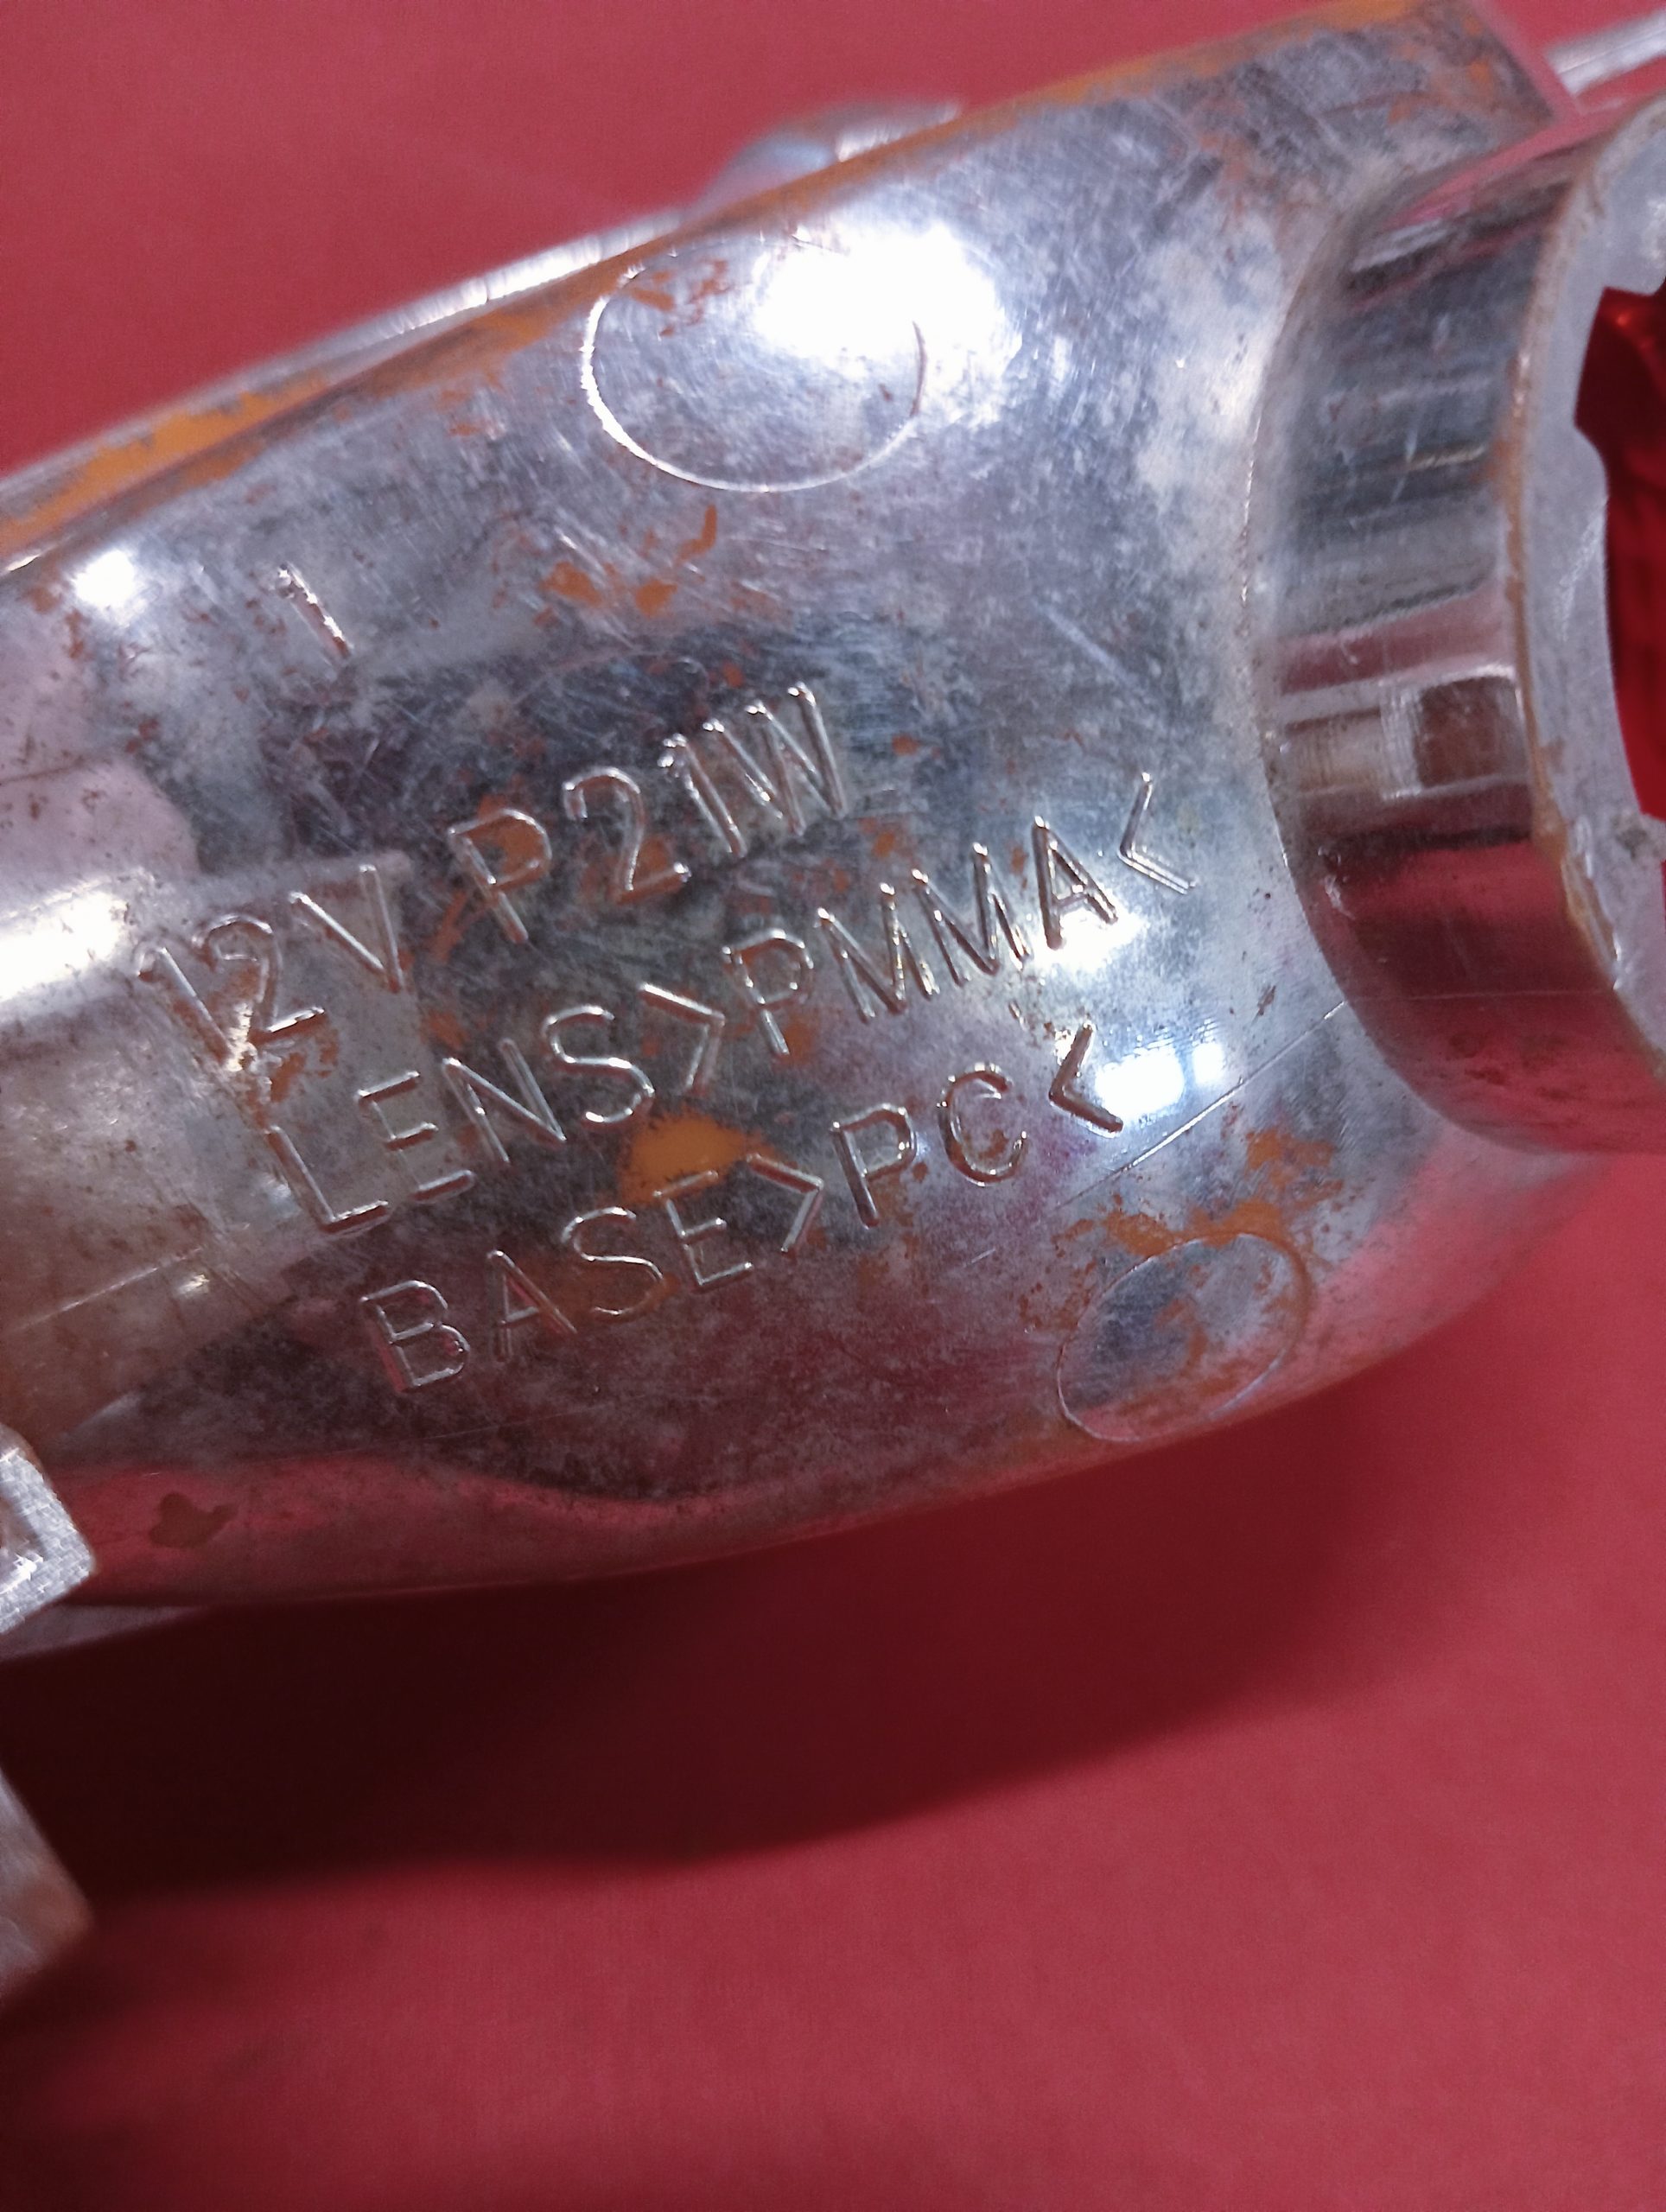 12V P21W
LENS>PMMA<
BASE>PC<